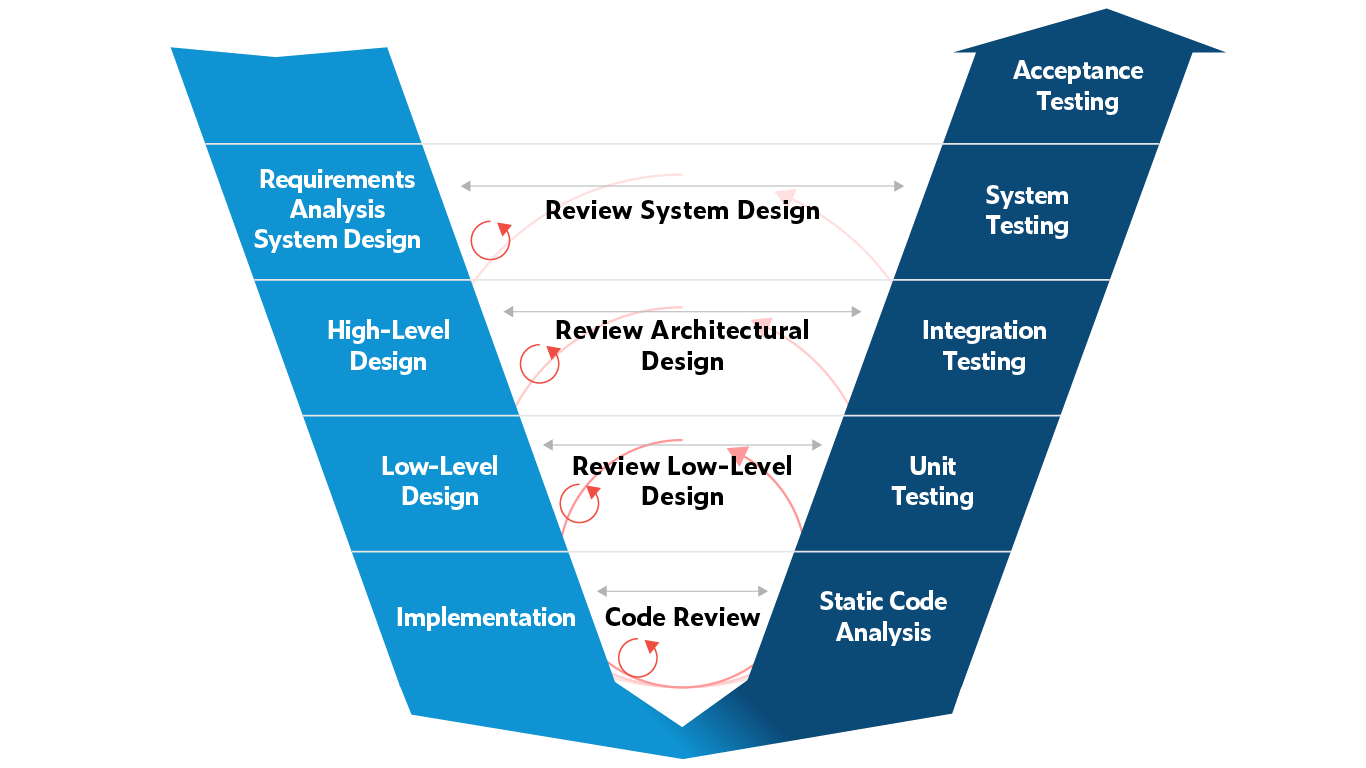 Acceptance
Testing
Requirements
Analysis
System Design
Review System Design
System
Testing
High-Level
Design
Review Architectural
Design
Integration
Testing
Low-Level
Design
Review Low-Level
Design
Unit
Testing
Implementation
Code Review
Static Code
Analysis